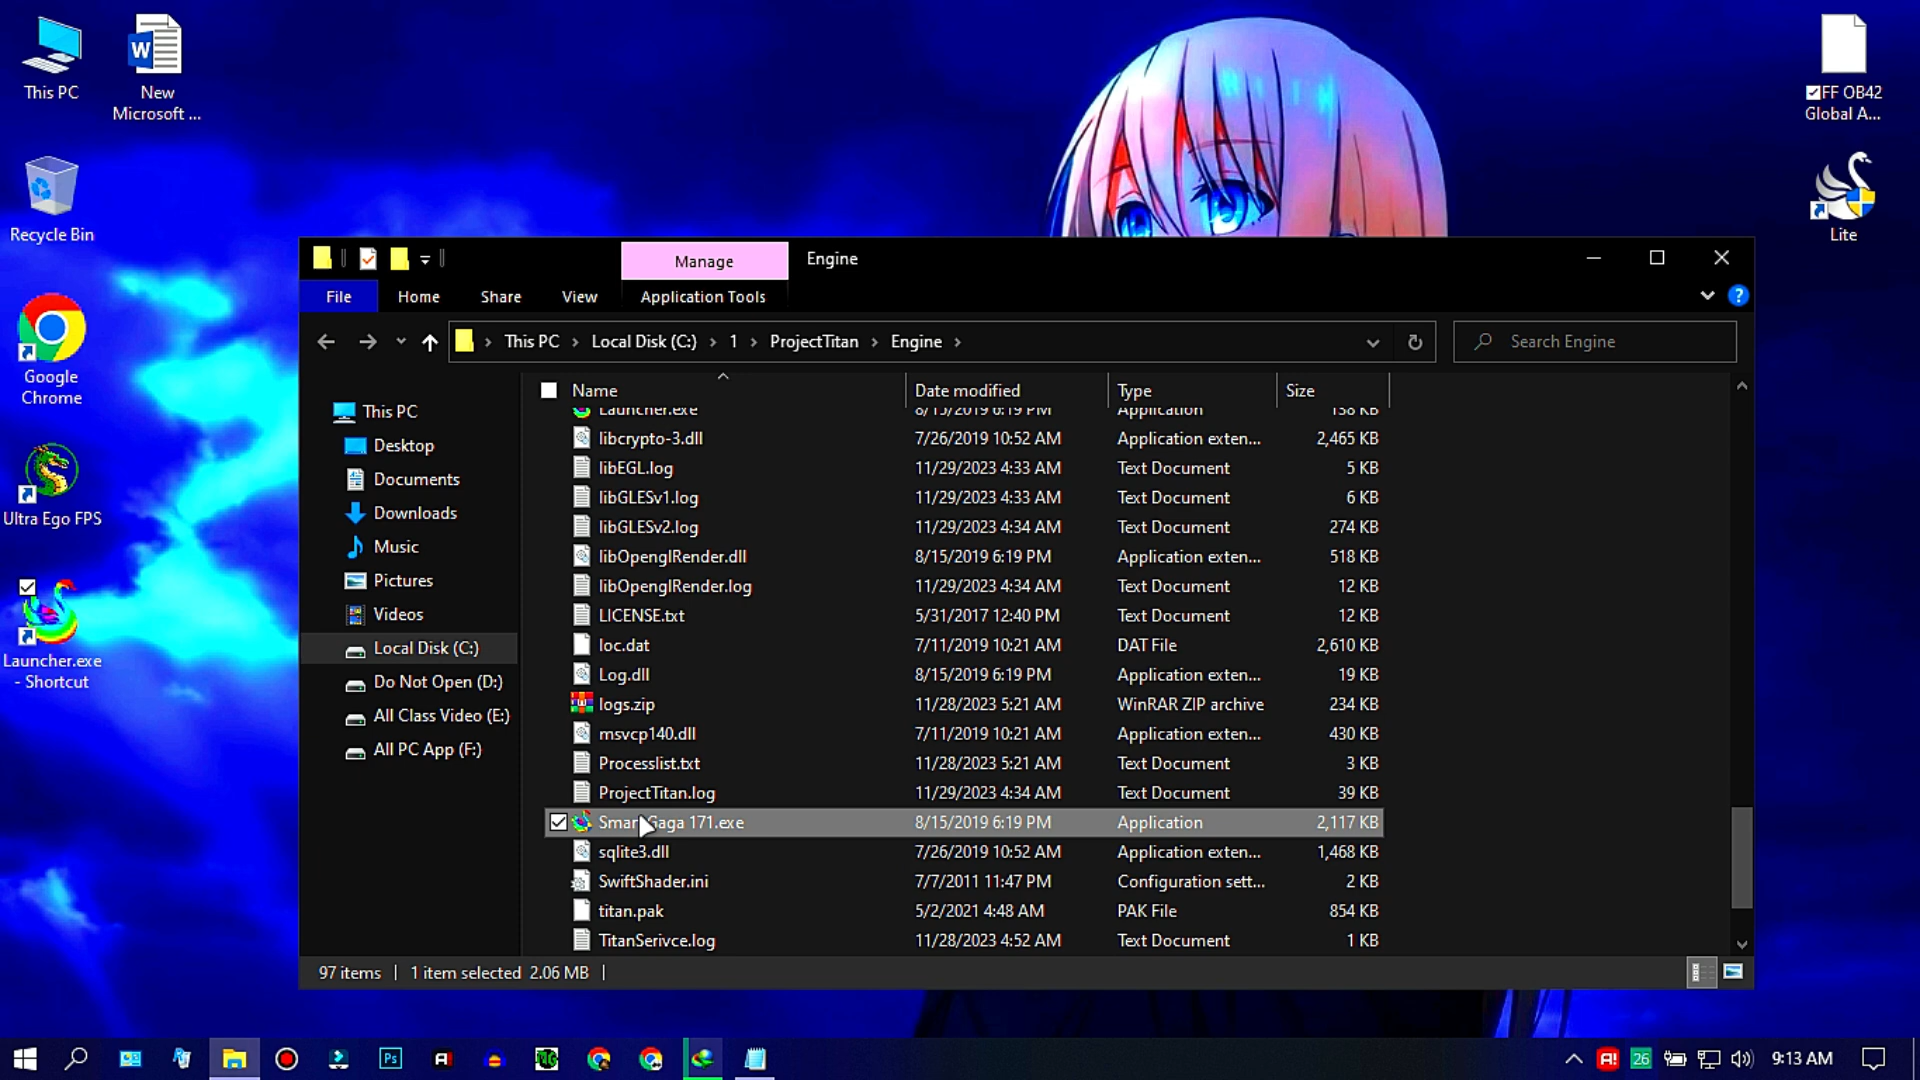 This PC
New
Microsoft ...
Recycle Bin
Google
Chrome
Ultra Ego FPS
Launcher.exe
- Shortcut
FF OB42
Global A...
Lite
Manage
Engine
File
Home
Share
View
Application Tools
This PC
Local Disk (C:)
1
ProjectTitan
Engine
Search Engine
This PC
Desktop
Documents
Downloads
Music
Pictures
Videos
Local Disk (C:)
Do Not Open (D:)
All Class Video (E:)
All PC App (F:)
Name Date modified Type Size
Launcher.exe 8/15/2019 6:19 PM Application 138 KB
libcrypto-3.dll 7/26/2019 10:52 AM Application exten... 2,465 KB
libEGL.log 11/29/2023 4:33 AM Text Document 5 KB
libGLESv1.log 11/29/2023 4:33 AM Text Document 6 KB
libGLESv2.log 11/29/2023 4:34 AM Text Document 274 KB
libOpenglRender.dll 8/15/2019 6:19 PM Application exten... 518 KB
libOpenglRender.log 11/29/2023 4:34 AM Text Document 12 KB
LICENSE.txt 5/31/2017 12:40 PM Text Document 12 KB
loc.dat 7/11/2019 10:21 AM DAT File 2,610 KB
Log.dll 8/15/2019 6:19 PM Application exten... 19 KB
logs.zip 11/28/2023 5:21 AM WinRAR ZIP archive 234 KB
msvcp140.dll 7/11/2019 10:21 AM Application exten... 430 KB
Processlist.txt 11/28/2023 5:21 AM Text Document 3 KB
ProjectTitan.log 11/29/2023 4:34 AM Text Document 39 KB
SmartGaga 171.exe 8/15/2019 6:19 PM Application 2,117 KB
sqlite3.dll 7/26/2019 10:52 AM Application exten... 1,468 KB
SwiftShader.ini 7/7/2011 11:47 PM Configuration sett... 2 KB
titan.pak 5/2/2021 4:48 AM PAK File 854 KB
TitanSerivce.log 11/28/2023 4:52 AM Text Document 1 KB
97 items 1 item selected 2.06 MB
Ps
26
9:13 AM